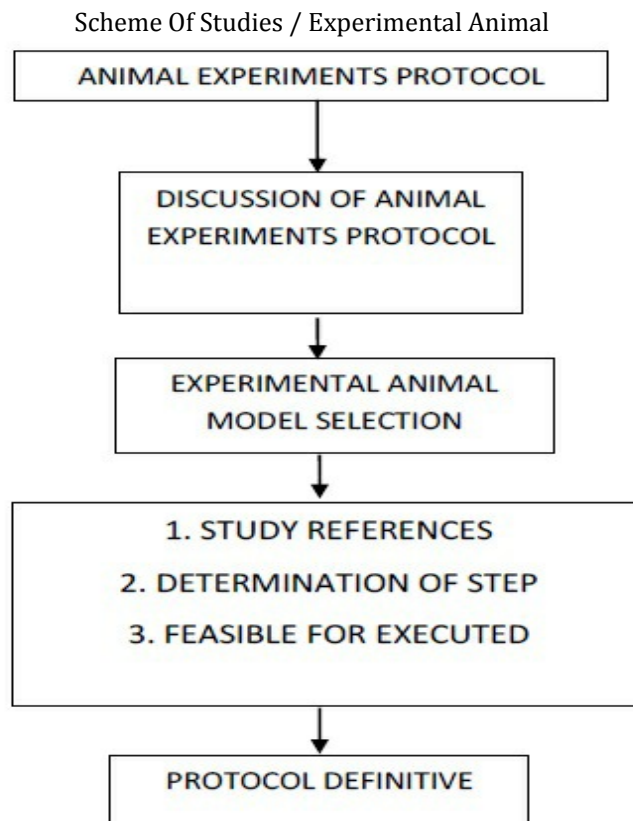 Scheme Of Studies / Experimental Animal
ANIMAL EXPERIMENTS PROTOCOL
DISCUSSION OF ANIMAL
EXPERIMENTS PROTOCOL
EXPERIMENTAL ANIMAL
MODEL SELECTION
1. STUDY REFERENCES
2. DETERMINATION OF STEP
3. FEASIBLE FOR EXECUTED
PROTOCOL DEFINITIVE